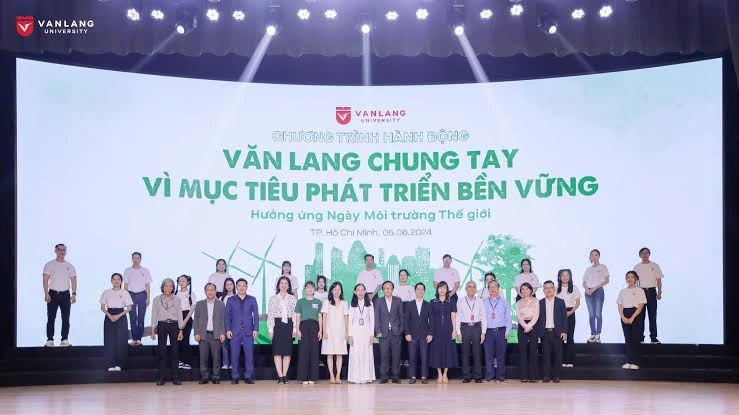 VANLANG
UNIVERSITY
VANLANG
UNIVERSITY
CHƯƠNG TRÌNH HÀNH ĐỘNG
VĂN LANG CHUNG TAY
VÌ MỤC TIÊU PHÁT TRIỂN BỀN VỮNG
Hưởng ứng Ngày Môi trường Thế giới
TP. Hồ Chí Minh, 05.06.2024